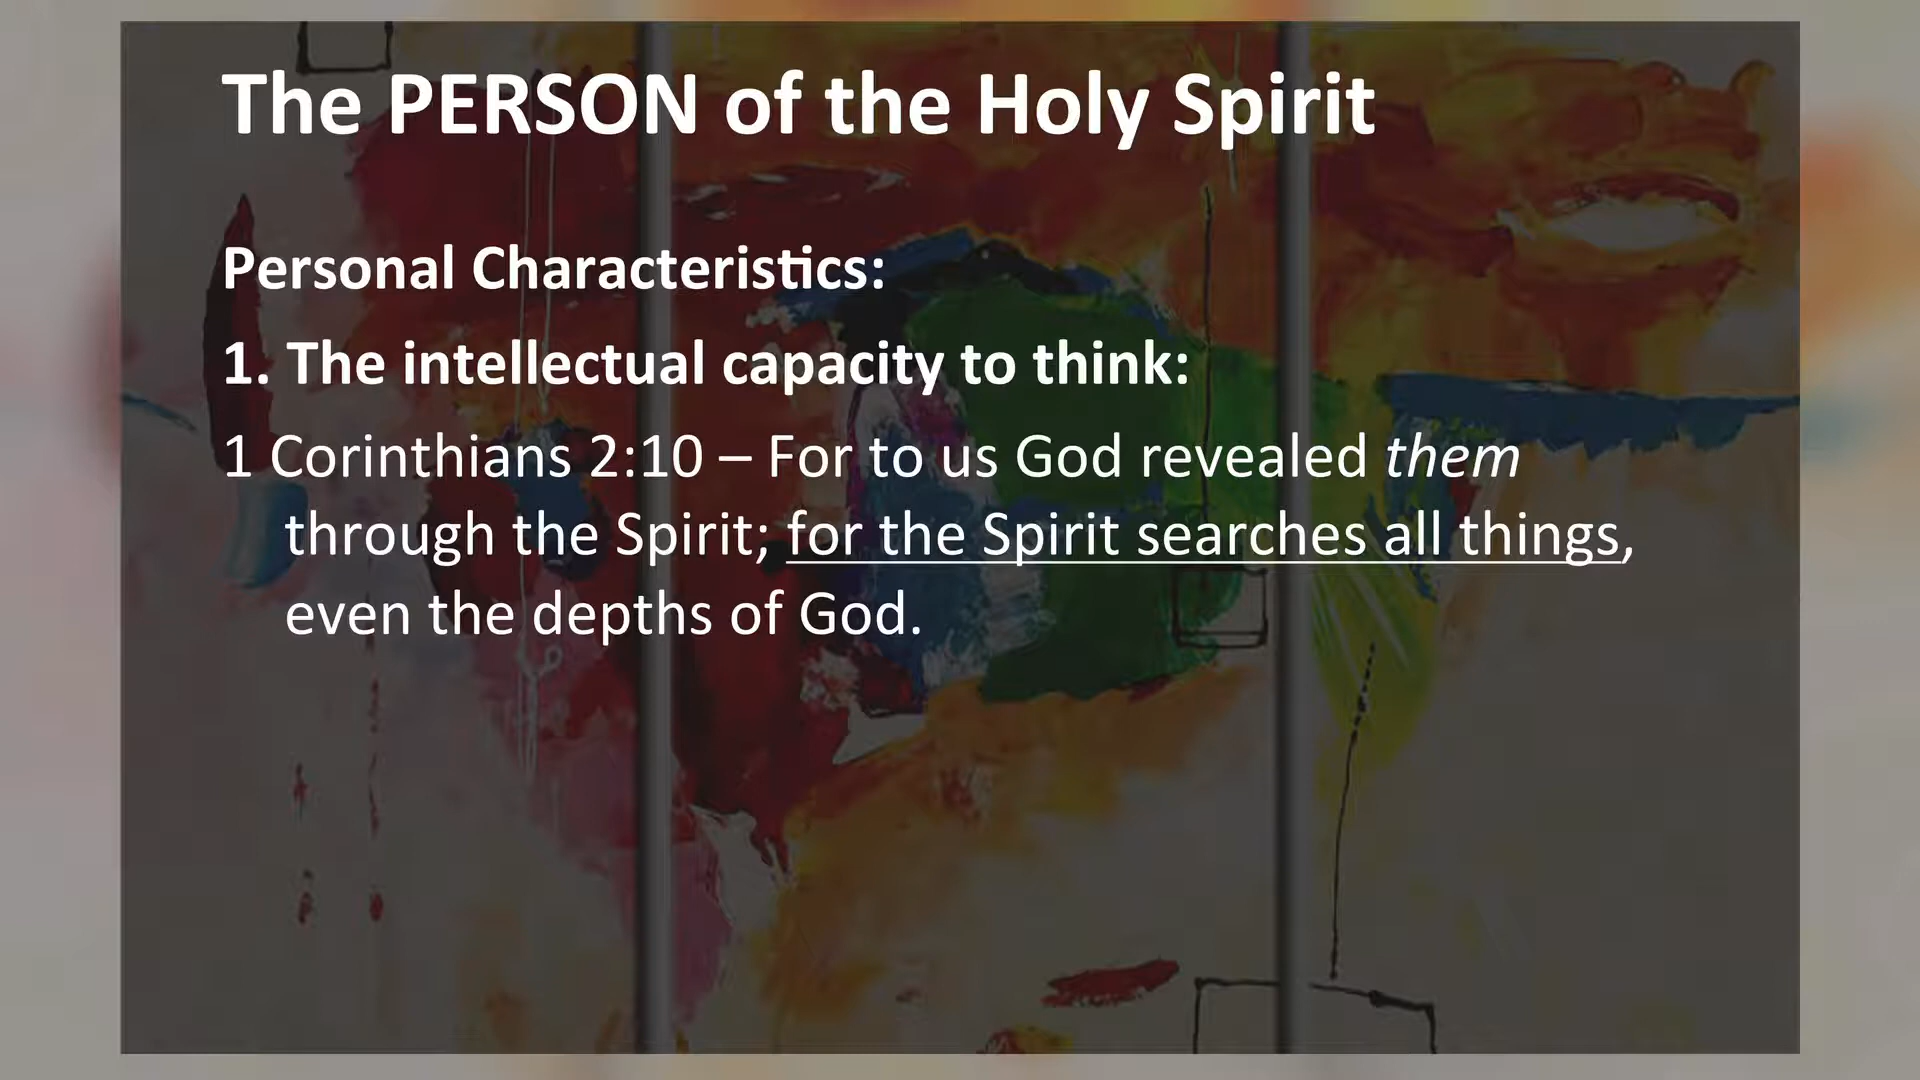 The PERSON of the Holy Spirit
Personal Characteristics:
1. The intellectual capacity to think:
1 Corinthians 2:10 – For to us God revealed them
through the Spirit; for the Spirit searches all things,
even the depths of God.